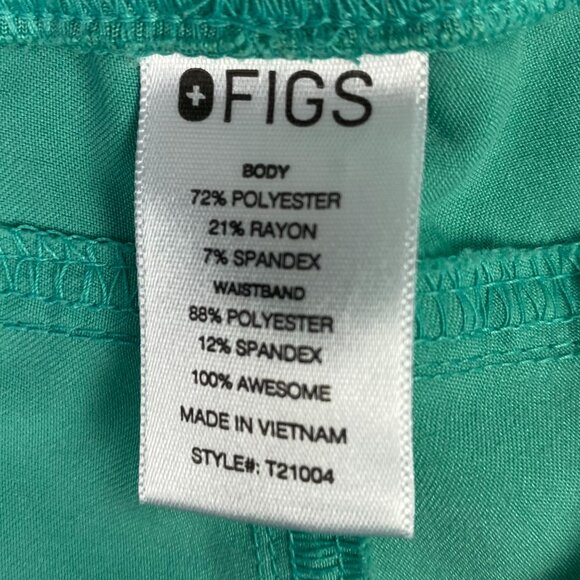 FIGS
BODY
72% POLYESTER
21% RAYON
7% SPANDEX
WAISTBAND
88% POLYESTER
12% SPANDEX
100% AWESOME
MADE IN VIETNAM
STYLE#: T21004